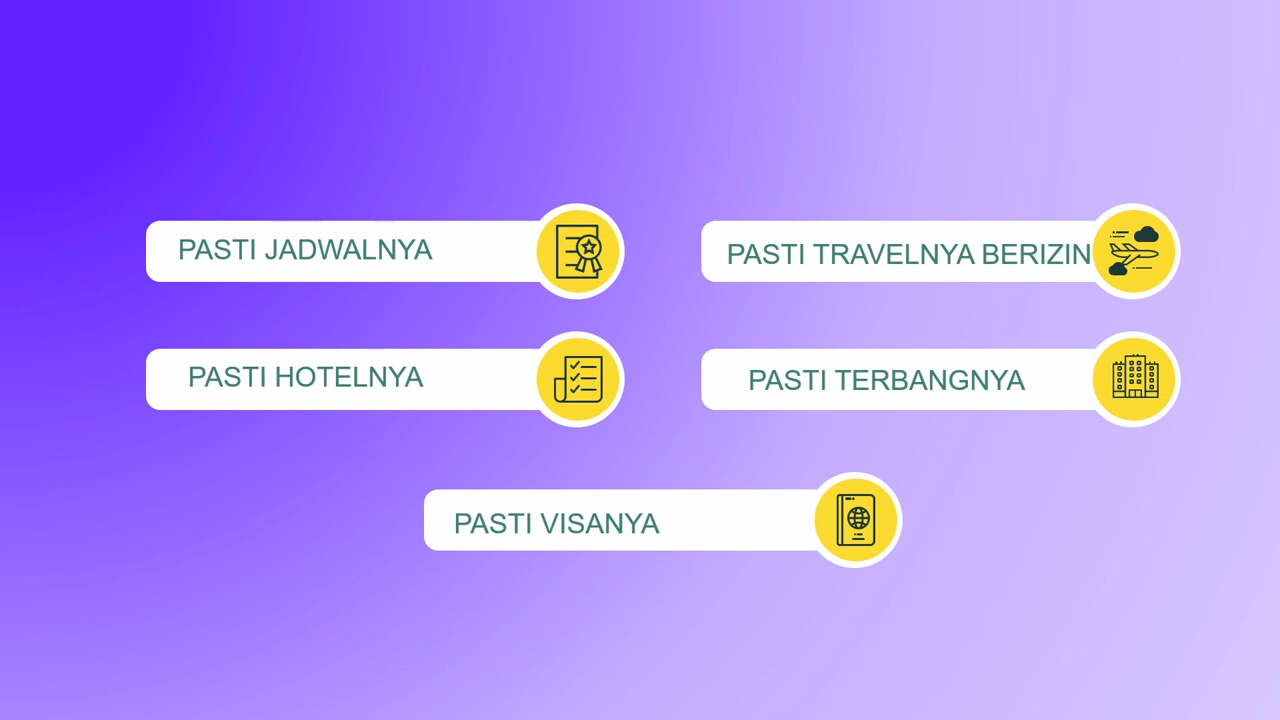 PASTI JADWALNYA
PASTI TRAVELNYA BERIZIN
PASTI HOTELNYA
PASTI TERBANGNYA
PASTI VISANYA